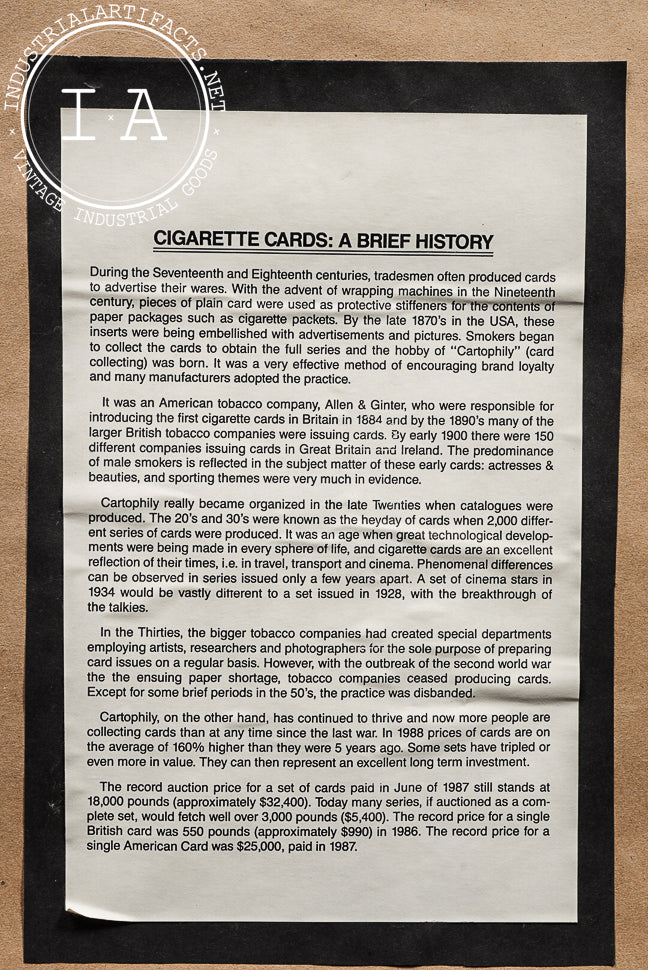 INDUSTRIALARTIFACTS.NET
I.A
VINTAGE INDUSTRIAL GOODS
CIGARETTE CARDS: A BRIEF HISTORY
During the Seventeenth and Eighteenth centuries, tradesmen often produced cards
to advertise their wares. With the advent of wrapping machines in the Nineteenth
century, pieces of plain card were used as protective stiffeners for the contents of
paper packages such as cigarette packets. By the late 1870's in the USA, these
inserts were being embellished with advertisements and pictures. Smokers began
to collect the cards to obtain the full series and the hobby of "Cartophily" (card
collecting) was born. It was a very effective method of encouraging brand loyalty
and many manufacturers adopted the practice.
It was an American tobacco company, Allen & Ginter, who were responsible for
introducing the first cigarette cards in Britain in 1884 and by the 1890's many of the
larger British tobacco companies were issuing cards. By early 1900 there were 150
different companies issuing cards in Great Britain and Ireland. The predominance
of male smokers is reflected in the subject matter of these early cards: actresses &
beauties, and sporting themes were very much in evidence.
Cartophily really became organized in the late Twenties when catalogues were
produced. The 20's and 30's were known as the heyday of cards when 2,000 differ-
ent series of cards were produced. It was an age when great technological develop-
ments were being made in every sphere of life, and cigarette cards are an excellent
reflection of their times, i.e. in travel, transport and cinema. Phenomenal differences
can be observed in series issued only a few years apart. A set of cinema stars in
1934 would be vastly different to a set issued in 1928, with the breakthrough of
the talkies.
In the Thirties, the bigger tobacco companies had created special departments
employing artists, researchers and photographers for the sole purpose of preparing
card issues on a regular basis. However, with the outbreak of the second world war
the the ensuing paper shortage, tobacco companies ceased producing cards.
Except for some brief periods in the 50's, the practice was disbanded.
Cartophily, on the other hand, has continued to thrive and now more people are
collecting cards than at any time since the last war. In 1988 prices of cards are on
the average of 160% higher than they were 5 years ago. Some sets have tripled or
even more in value. They can then represent an excellent long term investment.
The record auction price for a set of cards paid in June of 1987 still stands at
18,000 pounds (approximately $32,400). Today many series, if auctioned as a com-
plete set, would fetch well over 3,000 pounds ($5,400). The record price for a single
British card was 550 pounds (approximately $990) in 1986. The record price for a
single American Card was $25,000, paid in 1987.